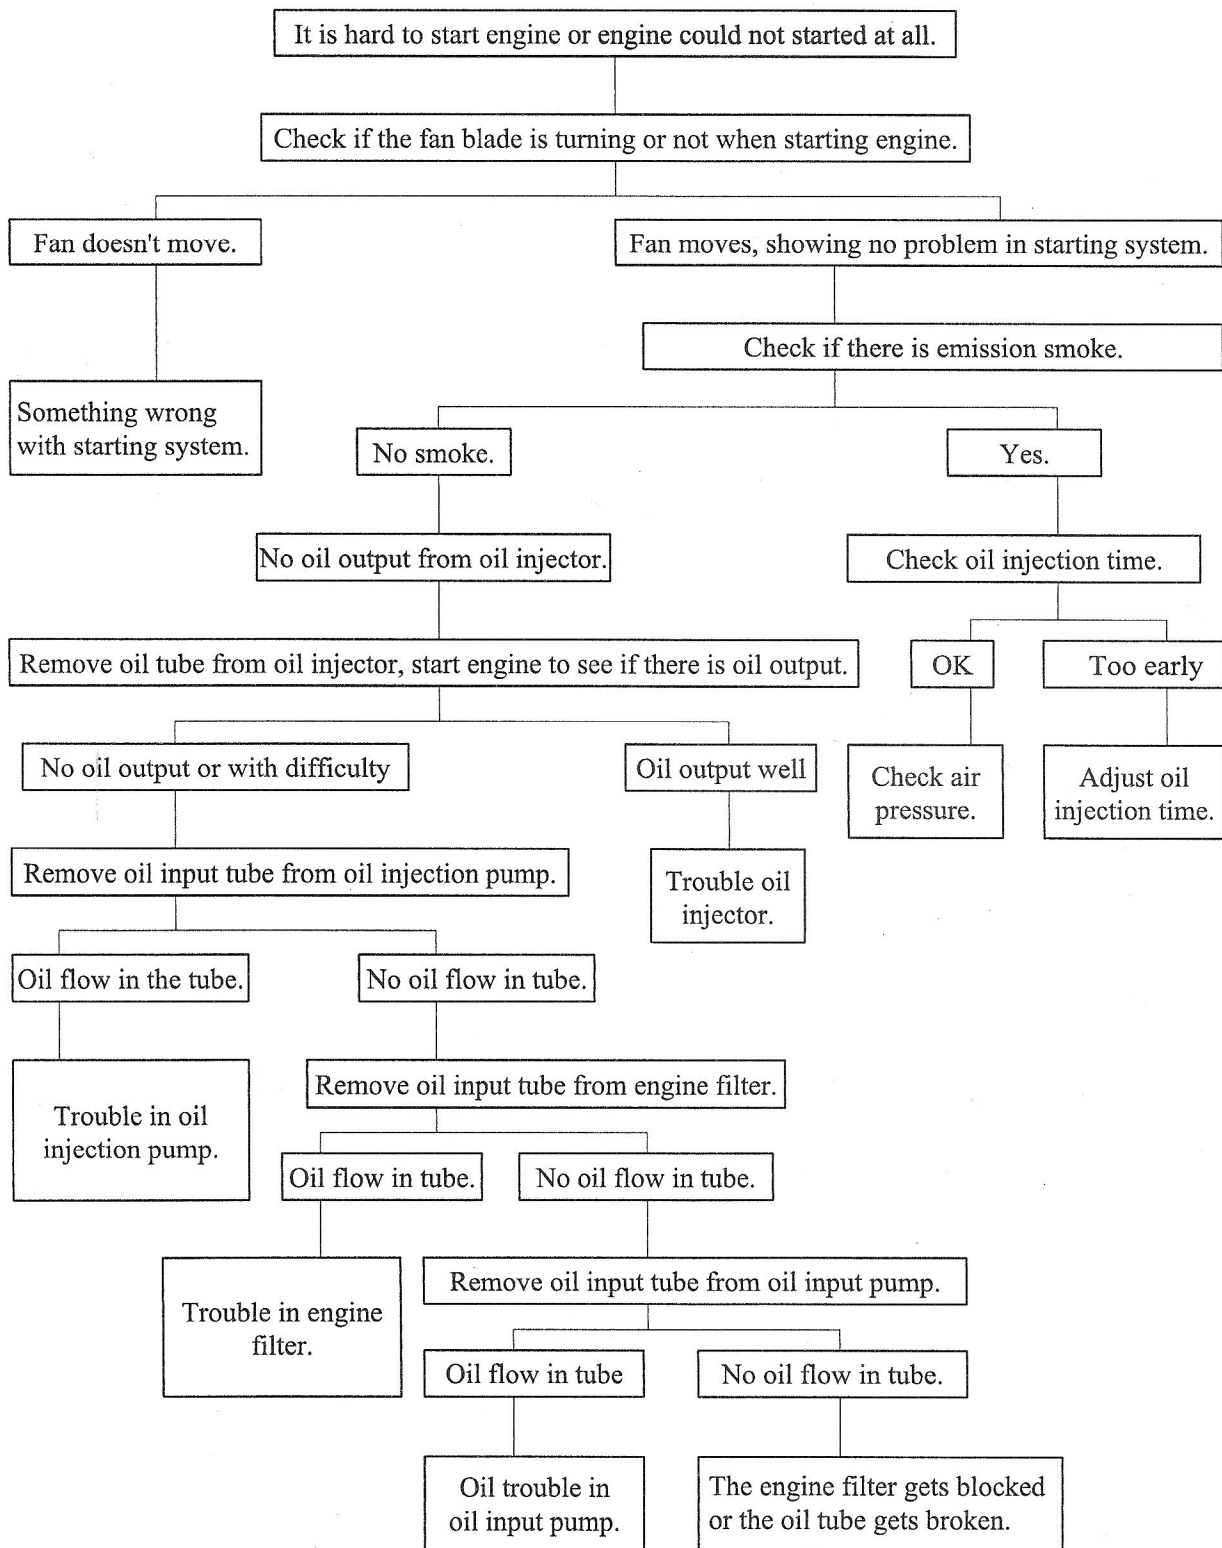 It is hard to start engine or engine could not started at all.
Check if the fan blade is turning or not when starting engine.
Fan doesn't move.
Fan moves, showing no problem in starting system.
Check if there is emission smoke.
Something wrong
with starting system.
No smoke.
Yes.
No oil output from oil injector.
Check oil injection time.
Remove oil tube from oil injector, start engine to see if there is oil output.
OK
Too early
No oil output or with difficulty
Oil output well
Check air
pressure.
Adjust oil
injection time.
Remove oil input tube from oil injection pump.
Trouble oil
injector.
Oil flow in the tube.
No oil flow in tube.
Remove oil input tube from engine filter.
Trouble in oil
injection pump.
Oil flow in tube.
No oil flow in tube.
Remove oil input tube from oil input pump.
Trouble in engine
filter.
Oil flow in tube
No oil flow in tube.
Oil trouble in
oil input pump.
The engine filter gets blocked
or the oil tube gets broken.